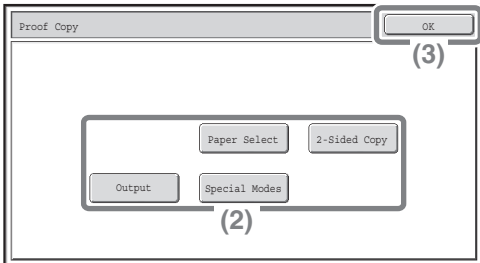 Proof Copy
OK
(3)
Paper Select
2-Sided Copy
Output
Special Modes
(2)